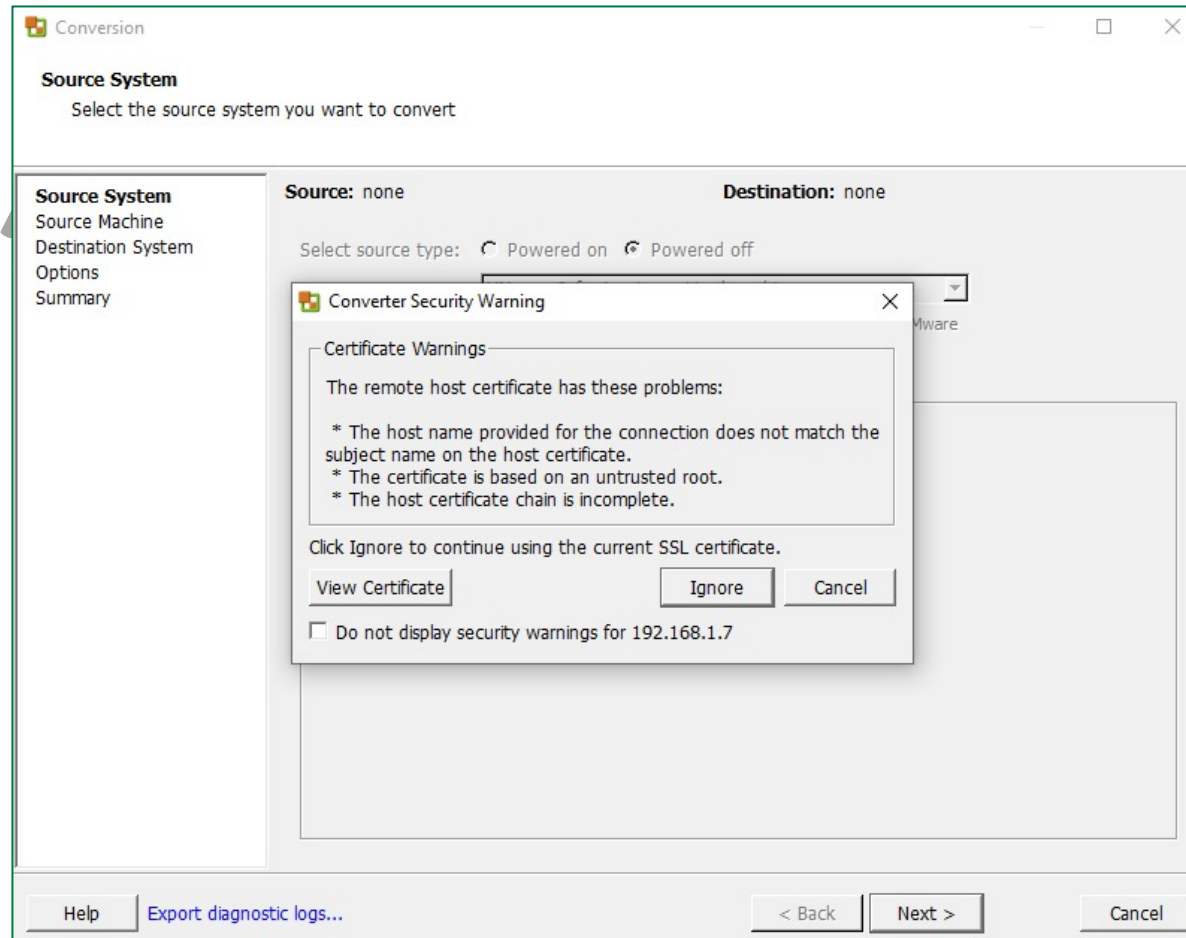 Conversion
Source System
Select the source system you want to convert
Source System
Source Machine
Destination System
Options
Summary
Source: none
Destination: none
Select source type:
Powered on
Powered off
Mware
Converter Security Warning
Certificate Warnings
The remote host certificate has these problems:
* The host name provided for the connection does not match the
subject name on the host certificate.
* The certificate is based on an untrusted root.
* The host certificate chain is incomplete.
Click Ignore to continue using the current SSL certificate.
View Certificate
Ignore
Cancel
Do not display security warnings for 192.168.1.7
Help
Export diagnostic logs...
< Back
Next >
Cancel